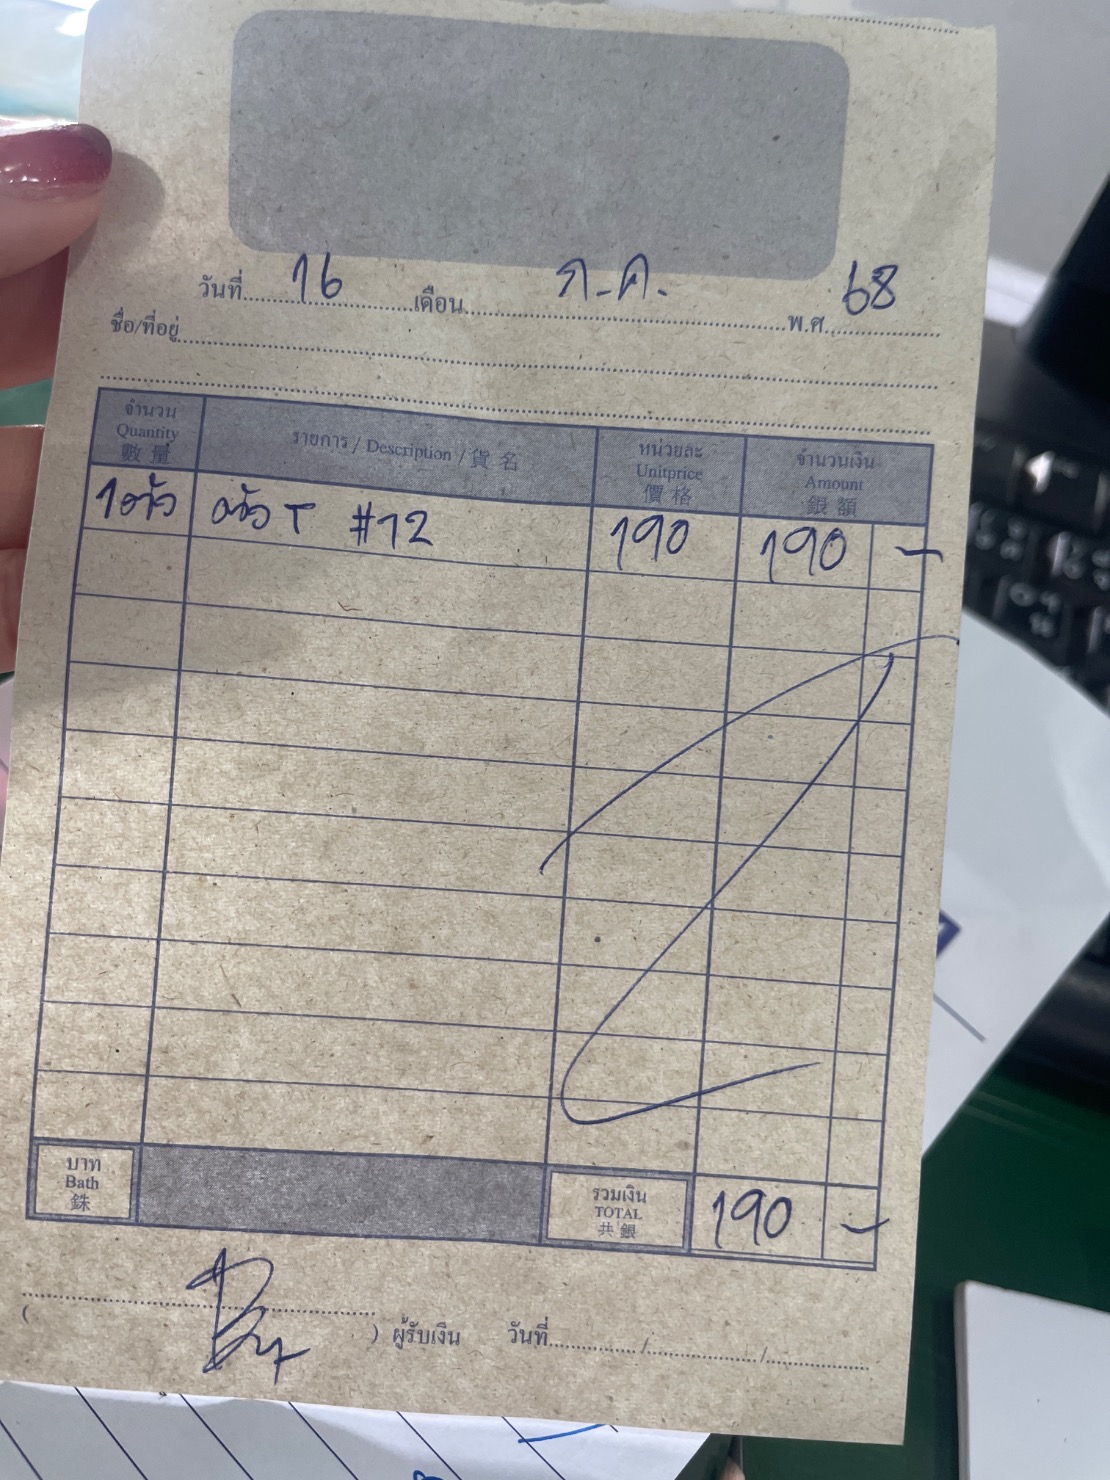 วันที่ 16 เดือน ก.ค. พ.ศ. 68
ชื่อ/ที่อยู่
จำนวน Quantity 數量 รายการ / Description / 貨名 หน่วยละ Unitprice 價格 จำนวนเงิน Amount 銀額
1 T #12 190 190 -
บาท Bath 銖 รวมเงิน TOTAL 共銀 190 -
( ) ผู้รับเงิน วันที่ / /